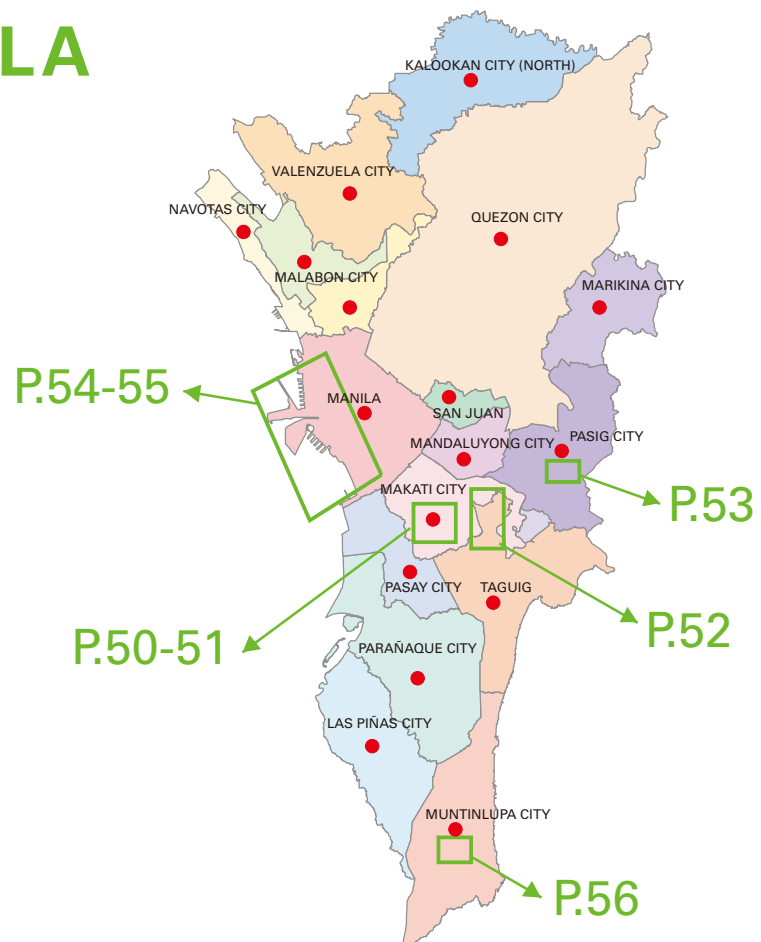 LA
KALOOKAN CITY (NORTH)
VALENZUELA CITY
NAVOTAS CITY
QUEZON CITY
MALABON CITY
MARIKINA CITY
P.54-55
MANILA
SAN JUAN
MANDALUYONG CITY
PASIG CITY
MAKATI CITY
P.53
PASAY CITY
TAGUIG
P.52
P.50-51
PARAÑAQUE CITY
LAS PIÑAS CITY
MUNTINLUPA CITY
P.56